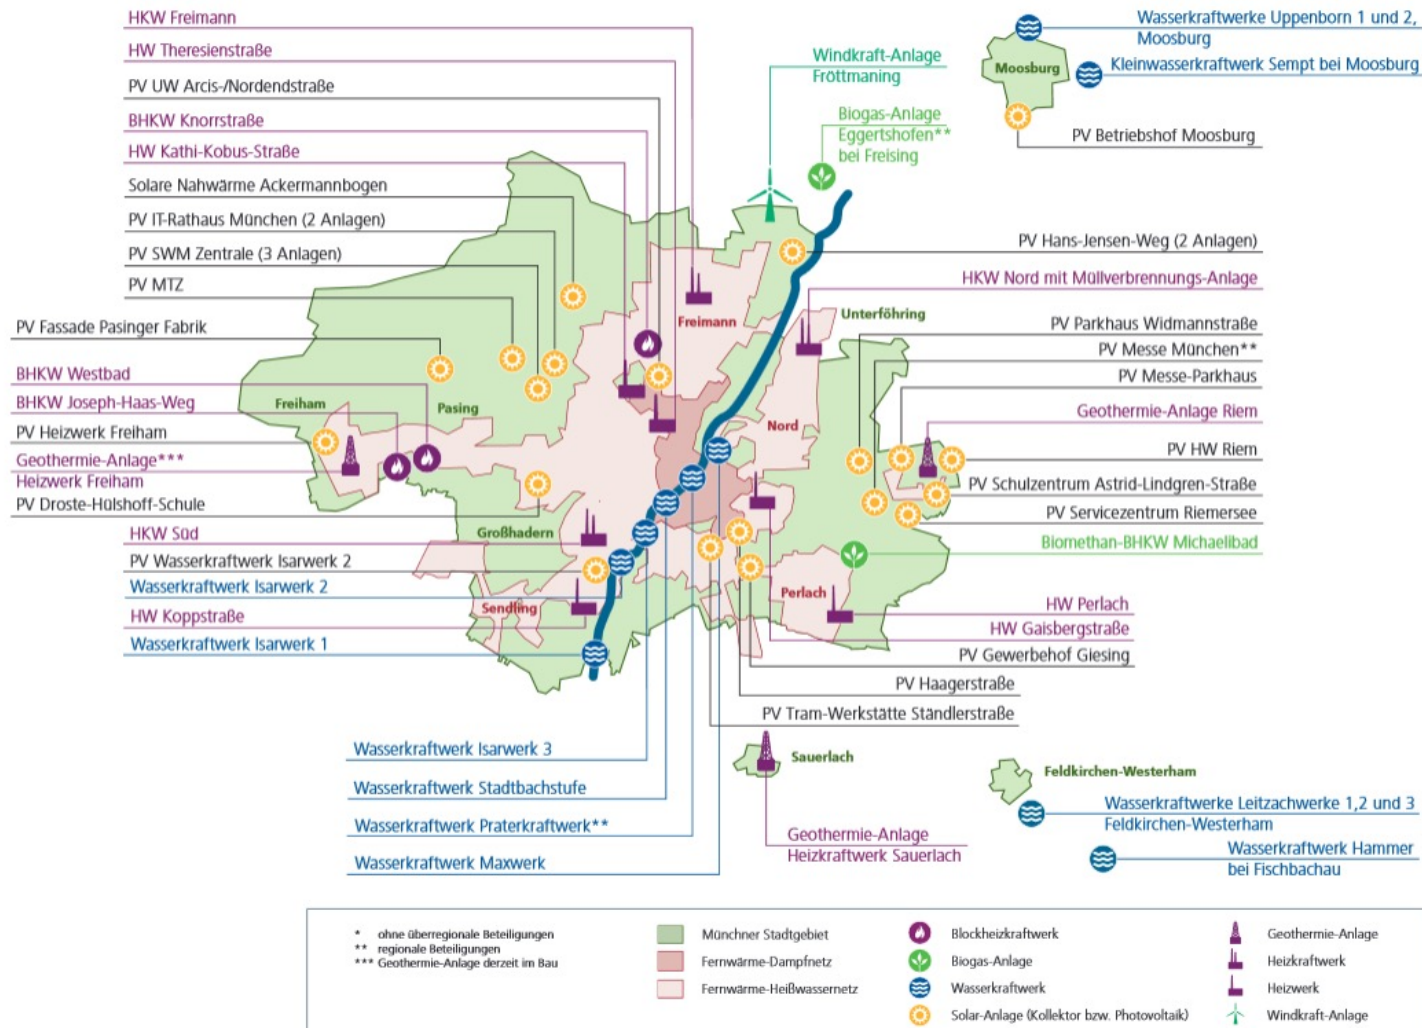 HKW Freimann
HW Theresienstraße
PV UW Arcis-/Nordendstraße
BHKW Knorrstraße
HW Kathi-Kobus-Straße
Solare Nahwärme Ackermannbogen
PV IT-Rathaus München (2 Anlagen)
PV SWM Zentrale (3 Anlagen)
PV MTZ
PV Fassade Pasinger Fabrik
BHKW Westbad
BHKW Joseph-Haas-Weg
PV Heizwerk Freiham
Geothermie-Anlage***
Heizwerk Freiham
PV Droste-Hülshoff-Schule
HKW Süd
PV Wasserkraftwerk Isarwerk 2
Wasserkraftwerk Isarwerk 2
HW Koppstraße
Wasserkraftwerk Isarwerk 1
Wasserkraftwerk Isarwerk 3
Wasserkraftwerk Stadtbachstufe
Wasserkraftwerk Praterkraftwerk**
Wasserkraftwerk Maxwerk
Freiham
Pasing
Großhadern
Sendling
Freimann
Nord
Perlach
Unterföhring
Windkraft-Anlage
Fröttmaning
Biogas-Anlage
Eggertshofen**
bei Freising
Moosburg
Wasserkraftwerke Uppenborn 1 und 2,
Moosburg
Kleinwasserkraftwerk Sempt bei Moosburg
PV Betriebshof Moosburg
PV Hans-Jensen-Weg (2 Anlagen)
HKW Nord mit Müllverbrennungs-Anlage
PV Parkhaus Widmannstraße
PV Messe München**
PV Messe-Parkhaus
Geothermie-Anlage Riem
PV HW Riem
PV Schulzentrum Astrid-Lindgren-Straße
PV Servicezentrum Riemersee
Biomethan-BHKW Michaelibad
HW Perlach
HW Gaisbergstraße
PV Gewerbehof Giesing
PV Haagerstraße
PV Tram-Werkstätte Ständlerstraße
Sauerlach
Geothermie-Anlage
Heizkraftwerk Sauerlach
Feldkirchen-Westerham
Wasserkraftwerke Leitzachwerke 1,2 und 3
Feldkirchen-Westerham
Wasserkraftwerk Hammer
bei Fischbachau
* ohne überregionale Beteiligungen
** regionale Beteiligungen
*** Geothermie-Anlage derzeit im Bau
Münchner Stadtgebiet
Fernwärme-Dampfnetz
Fernwärme-Heißwassernetz
Blockheizkraftwerk
Biogas-Anlage
Wasserkraftwerk
Solar-Anlage (Kollektor bzw. Photovoltaik)
Geothermie-Anlage
Heizkraftwerk
Heizwerk
Windkraft-Anlage